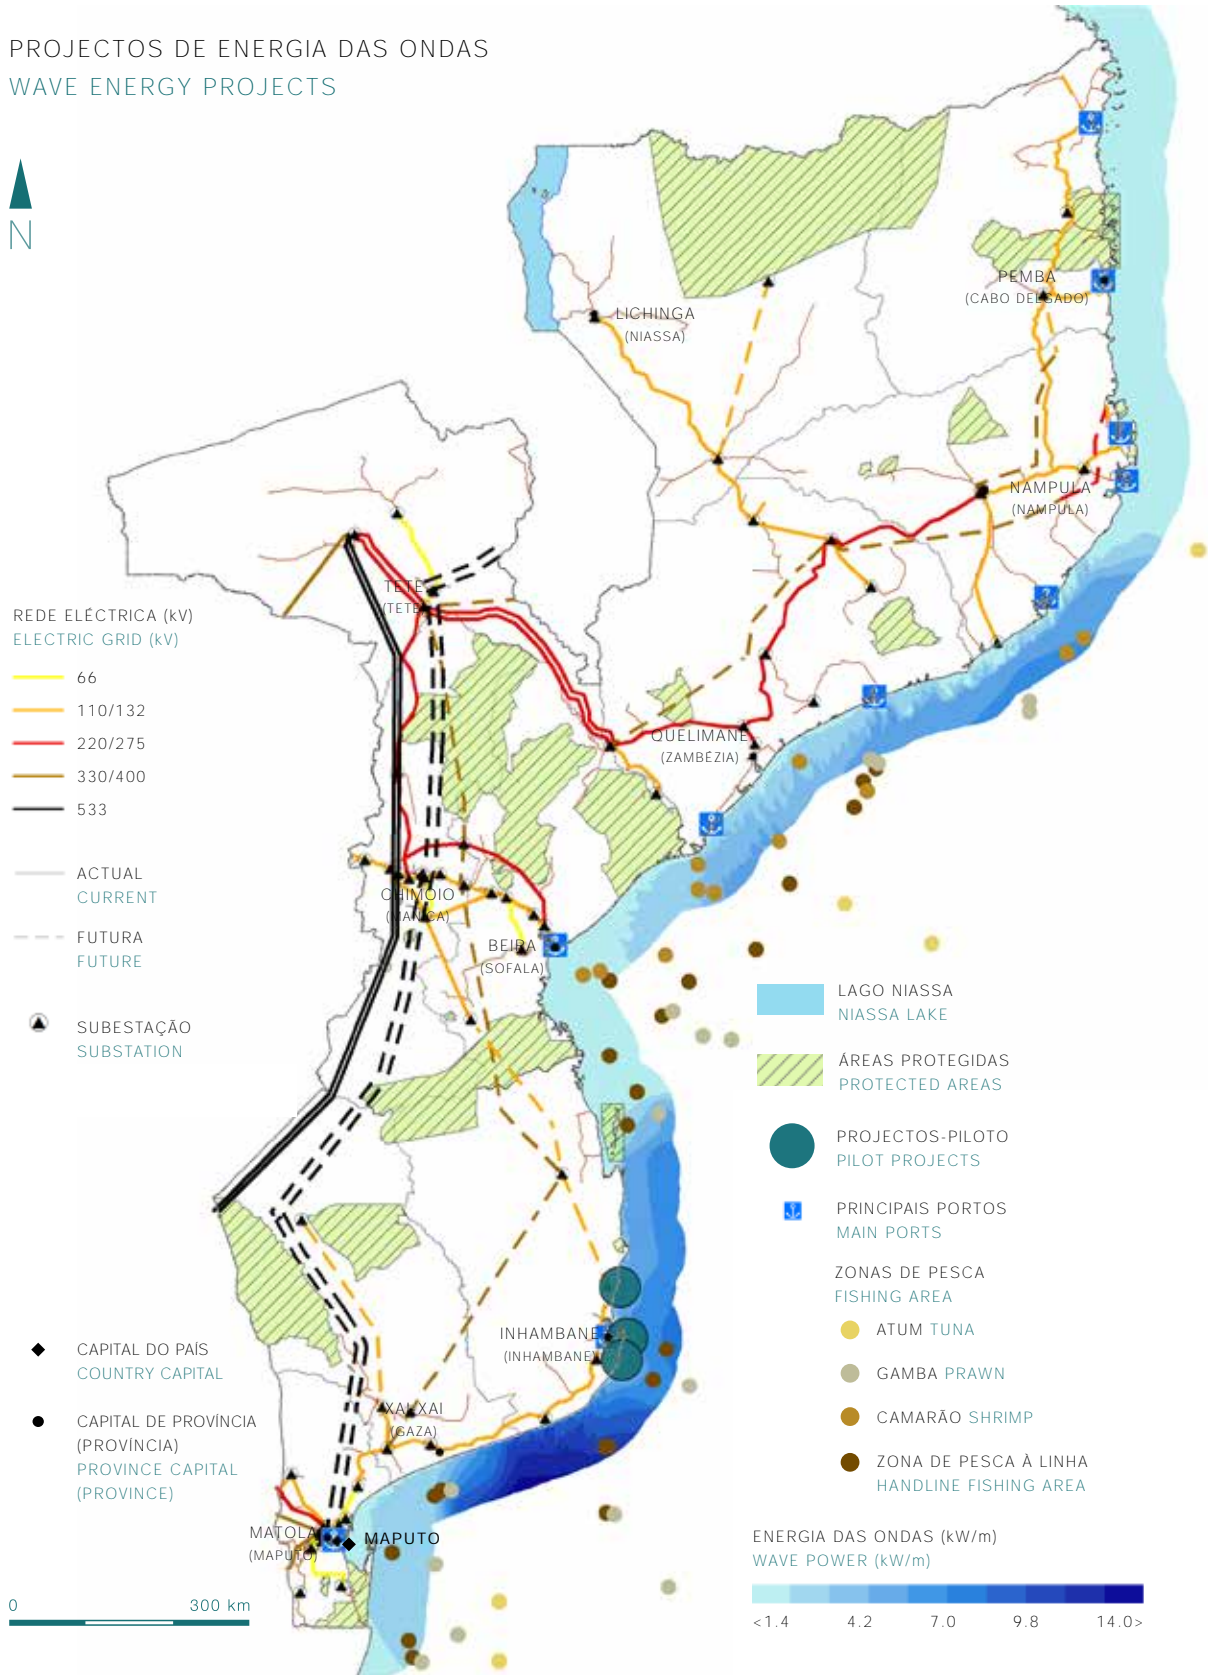 PROJECTOS DE ENERGIA DAS ONDAS
WAVE ENERGY PROJECTS
N
PEMBA
(CABO DELGADO)
LICHINGA
(NIASSA)
NAMPULA
(NAMPULA)
TETE
(TETE)
QUELIMANE
(ZAMBÉZIA)
CHIMOIO
(MANICA)
BEIRA
(SOFALA)
INHAMBANE
(INHAMBANE)
XAI-XAI
(GAZA)
MATOLA
(MAPUTO)
MAPUTO
REDE ELÉCTRICA (kV)
ELECTRIC GRID (kV)
66
110/132
220/275
330/400
533
ACTUAL
CURRENT
FUTURA
FUTURE
SUBESTAÇÃO
SUBSTATION
CAPITAL DO PAÍS
COUNTRY CAPITAL
CAPITAL DE PROVÍNCIA
(PROVÍNCIA)
PROVINCE CAPITAL
(PROVINCE)
0 300 km
LAGO NIASSA
NIASSA LAKE
ÁREAS PROTEGIDAS
PROTECTED AREAS
PROJECTOS-PILOTO
PILOT PROJECTS
PRINCIPAIS PORTOS
MAIN PORTS
ZONAS DE PESCA
FISHING AREA
ATUM TUNA
GAMBA PRAWN
CAMARÃO SHRIMP
ZONA DE PESCA À LINHA
HANDLINE FISHING AREA
ENERGIA DAS ONDAS (kW/m)
WAVE POWER (kW/m)
<1.4 4.2 7.0 9.8 14.0>